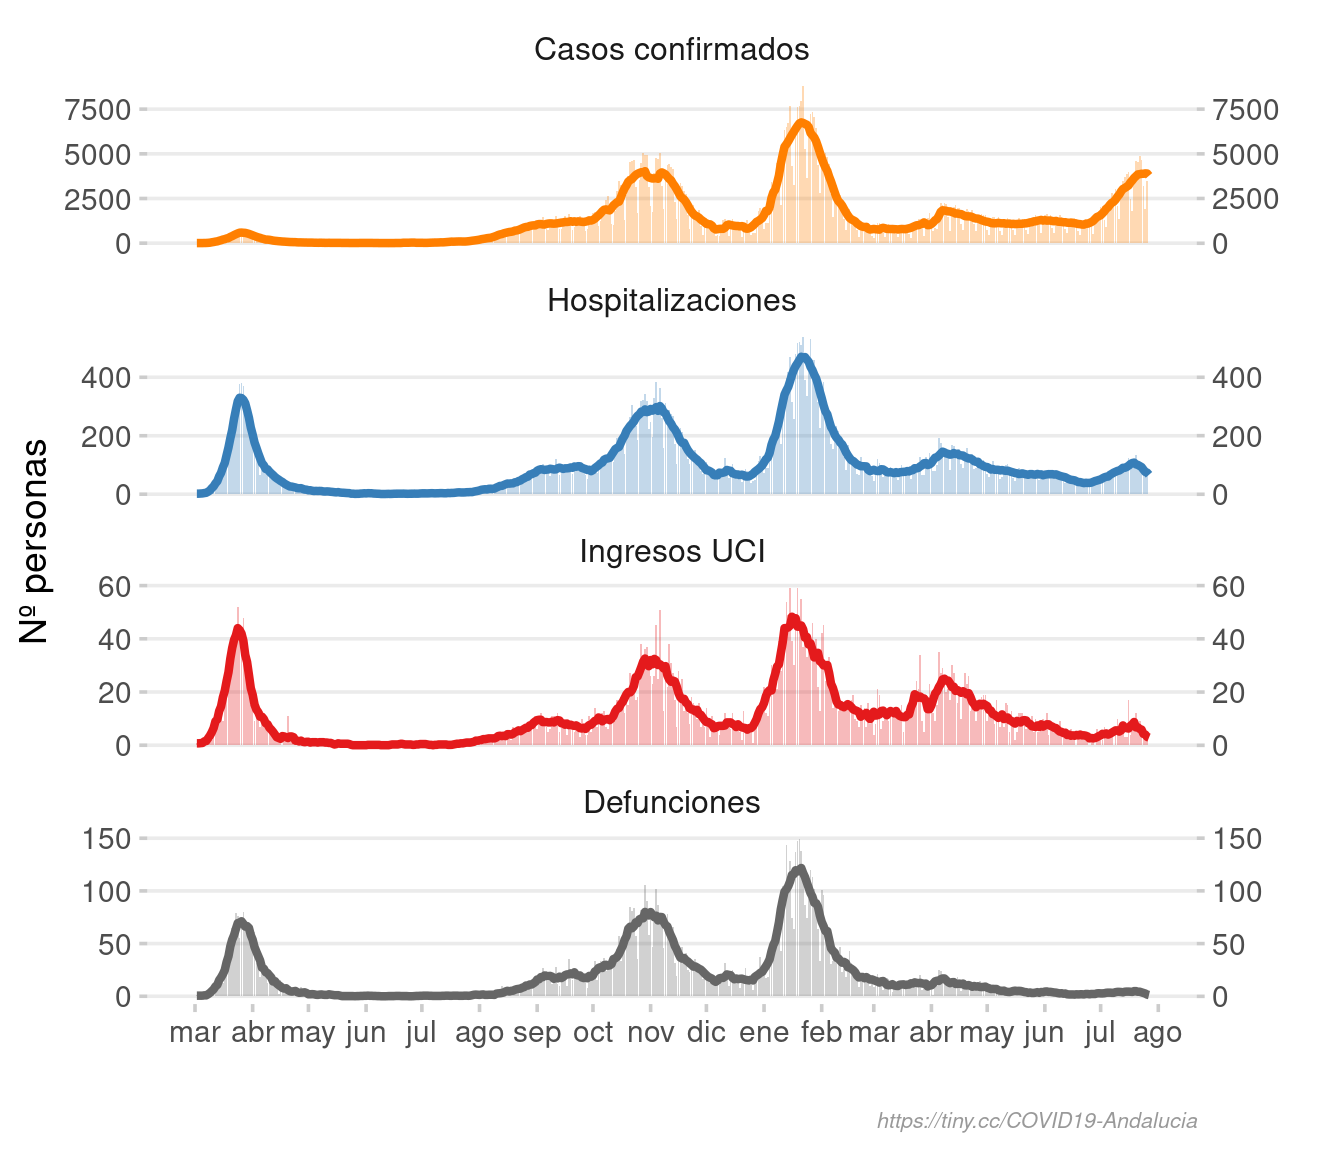 Casos confirmados
7500 7500
5000 5000
2500 2500
0 0
Hospitalizaciones
400 400
200 200
0 0
Nº personas
Ingresos UCI
60 60
40 40
20 20
0 0
Defunciones
150 150
100 100
50 50
0 0
mar abr may jun jul ago sep oct nov dic ene feb mar abr may jun jul ago
https://tiny.cc/COVID19-Andalucia